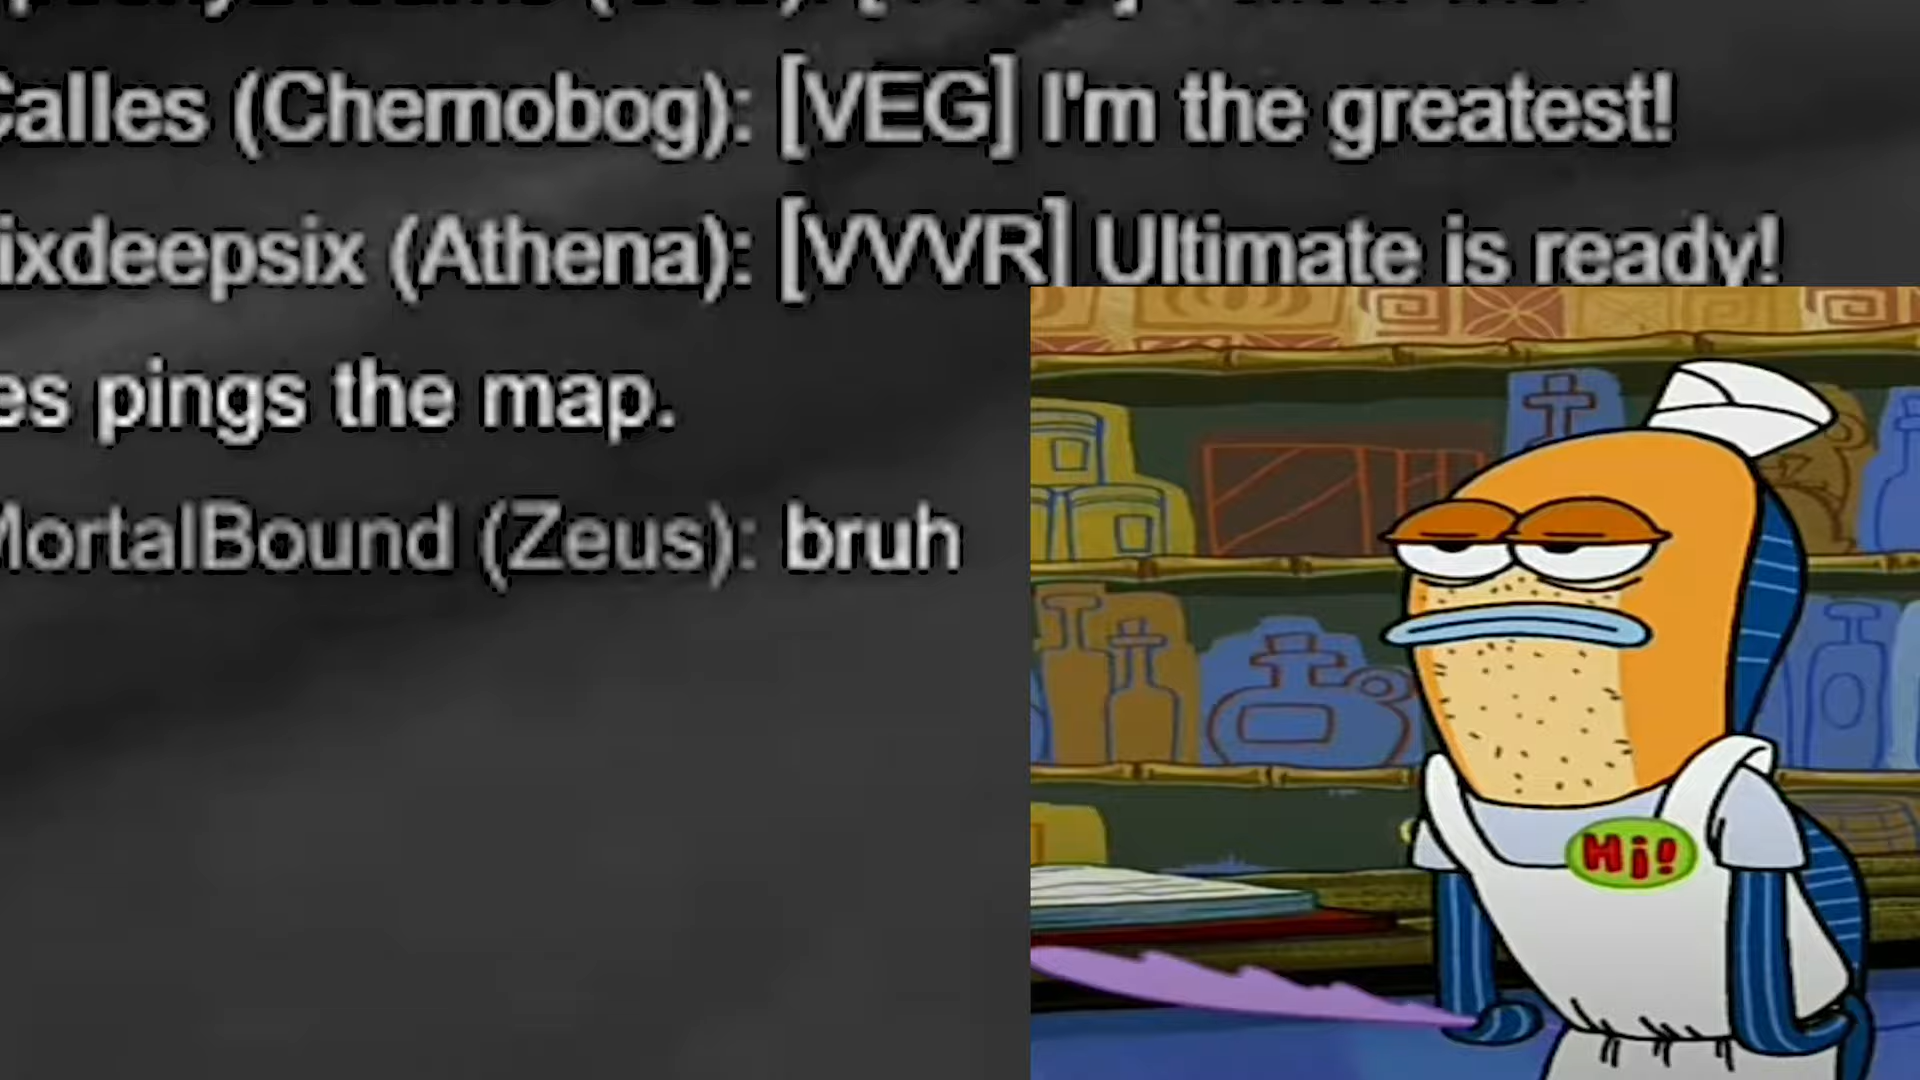 Calles (Chernobog): [VEG] I'm the greatest!
ixdeepsix (Athena): [VVVR] Ultimate is ready!
es pings the map.
MortalBound (Zeus): bruh
Hi!